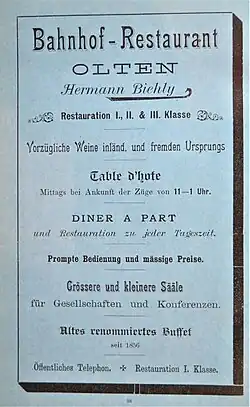 Bahnhof-Restaurant
OLTEN
Hermann Biehly
Restauration I., II. & III. Klasse
Vorzügliche Weine inländ. und fremden Ursprungs
Table d'hote
Mittags bei Ankunft der Züge von 11—1 Uhr.
DINER A PART
und Restauration zu jeder Tageszeit.
Prompte Bedienung und mässige Preise.
Grössere und kleinere Sääle
für Gesellschaften und Konferenzen.
Altes renommiertes Buffet
seit 1856
Öffentliches Telephon. ✢ Restauration I. Klasse.